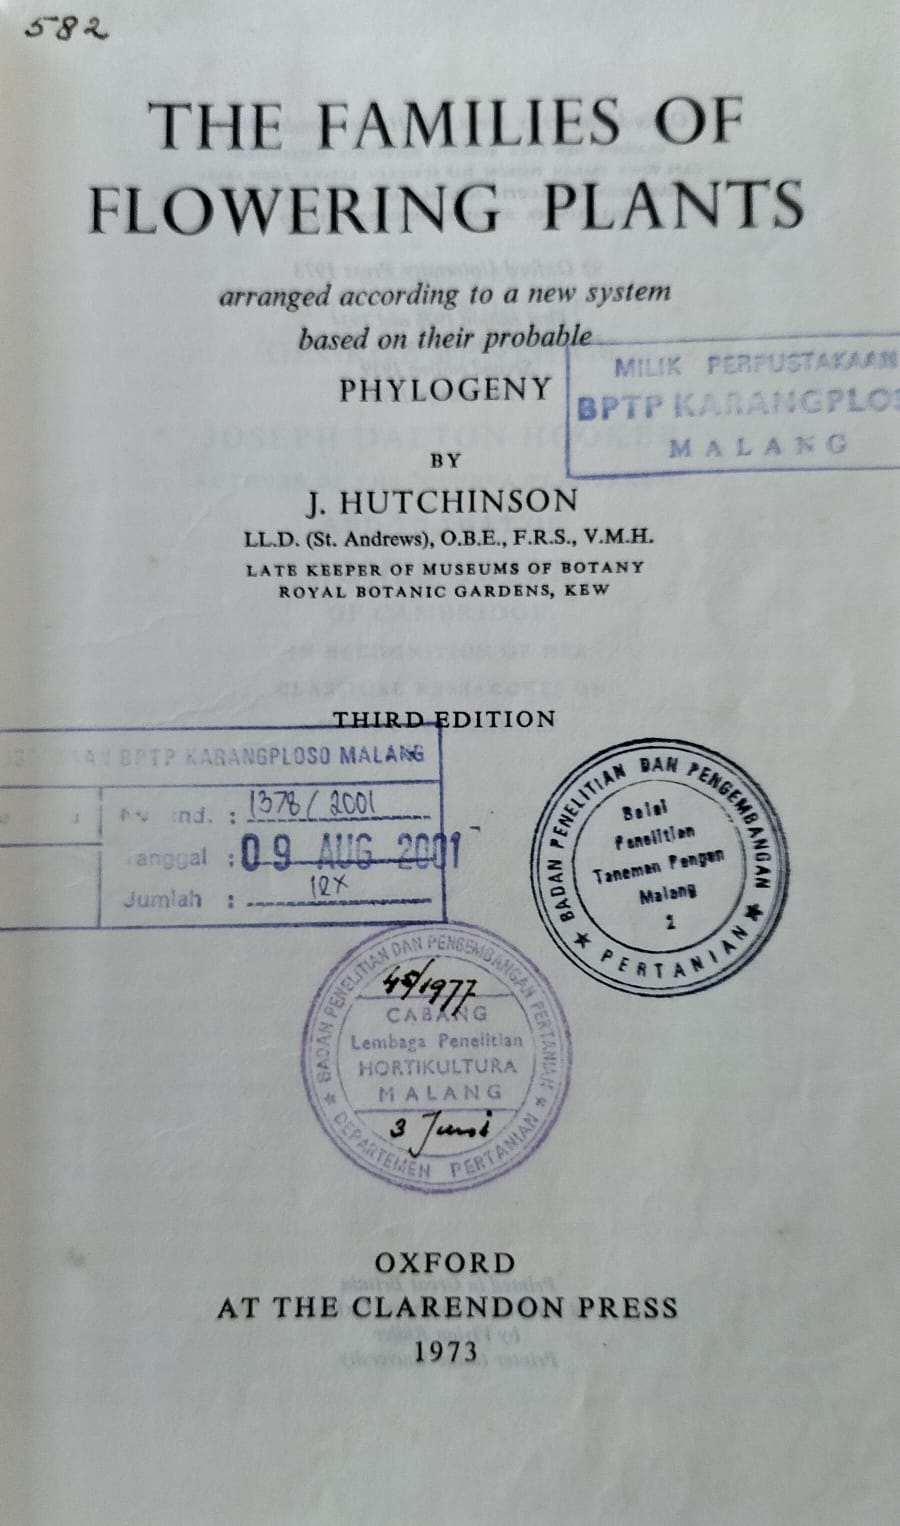 582
THE FAMILIES OF
FLOWERING PLANTS
arranged according to a new system
based on their probable
PHYLOGENY
MILIK PERPUSTAKAAN
BPTP KARANGPLOS
MALANG
BY
J. HUTCHINSON
LL.D. (St. Andrews), O.B.E., F.R.S., V.M.H.
LATE KEEPER OF MUSEUMS OF BOTANY
ROYAL BOTANIC GARDENS, KEW
THIRD EDITION
BPTP KARANGPLOSO MALANG
ind. : 1378/2001
anggal : 09 AUG 2001
Jumlah : 12X
BADAN PENELITIAN DAN PENGEMBANGAN
★ PERTANIAN ★
Balai
Penelitian
Tanaman Pangan
Malang
2
★ BADAN PENELITIAN DAN PENGEMBANGAN PERTANIAN ★
45/1977
CABANG
Lembaga Penelitian
HORTIKULTURA
MALANG
3 Juni
DEPARTEMEN PERTANIAN
OXFORD
AT THE CLARENDON PRESS
1973